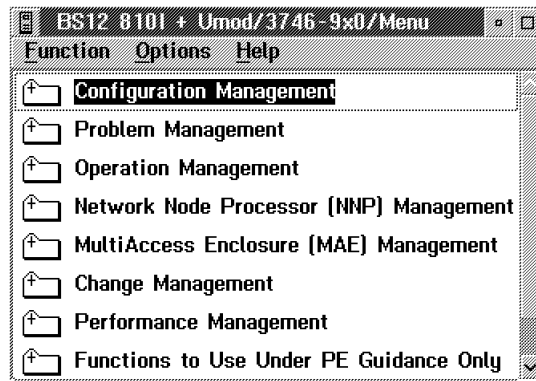 BS12 810I + Umod/3746-9x0/Menu
Function Options Help
Configuration Management
Problem Management
Operation Management
Network Node Processor (NNP) Management
MultiAccess Enclosure (MAE) Management
Change Management
Performance Management
Functions to Use Under PE Guidance Only